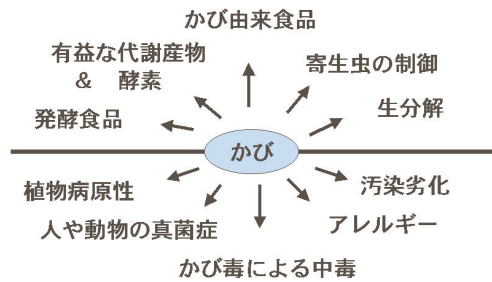 かび由来食品
有益な代謝産物
& 酵素
寄生虫の制御
発酵食品
生分解
かび
植物病原性
汚染劣化
人や動物の真菌症
アレルギー
かび毒による中毒